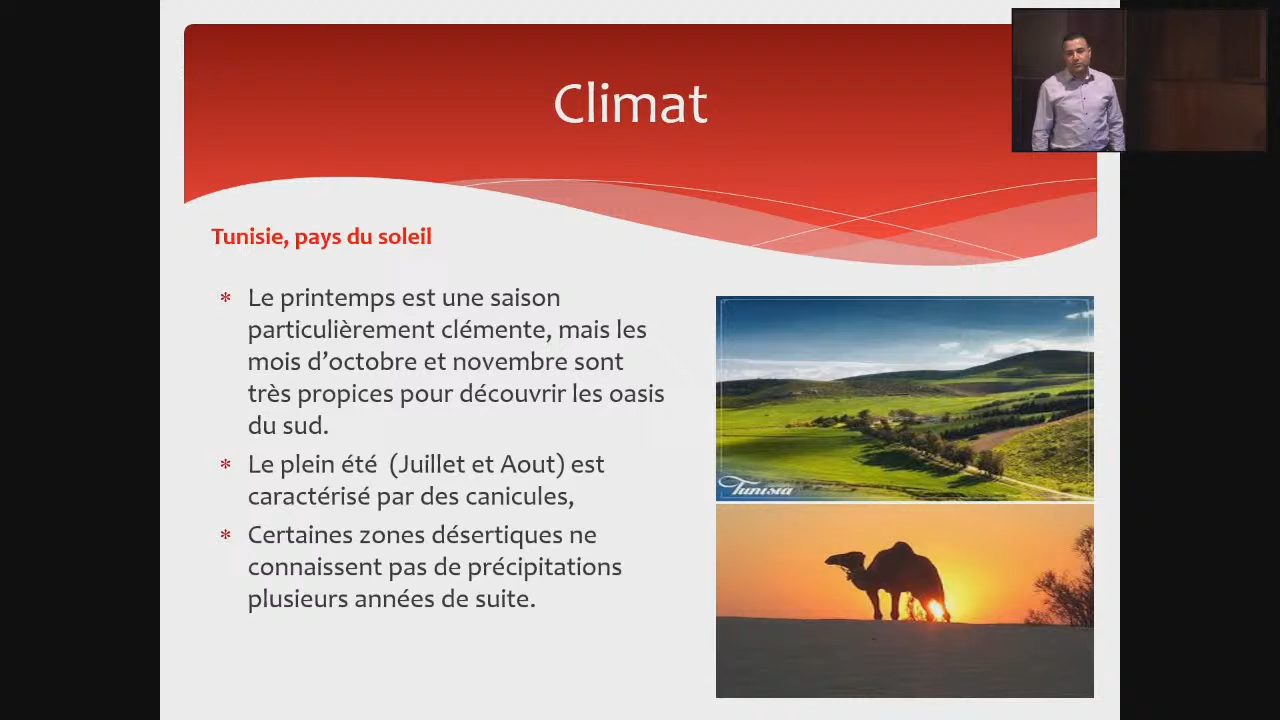 Climat
Tunisie, pays du soleil
* Le printemps est une saison
particulièrement clémente, mais les
mois d’octobre et novembre sont
très propices pour découvrir les oasis
du sud.
* Le plein été  (Juillet et Aout) est
caractérisé par des canicules,
* Certaines zones désertiques ne
connaissent pas de précipitations
plusieurs années de suite.
Tunisia